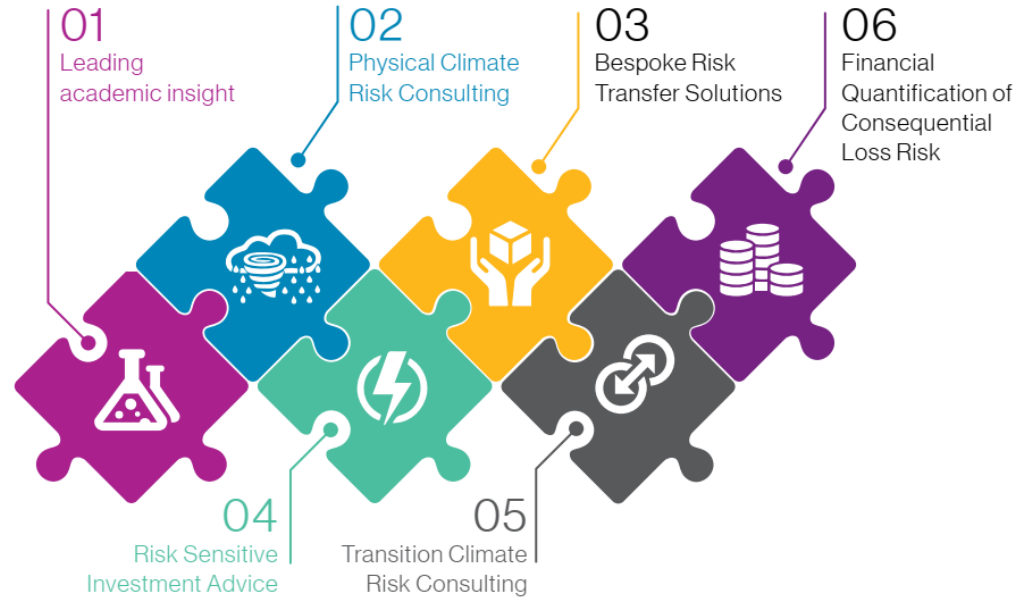 01
Leading
academic insight
02
Physical Climate
Risk Consulting
03
Bespoke Risk
Transfer Solutions
06
Financial
Quantification of
Consequential
Loss Risk
04
Risk Sensitive
Investment Advice
05
Transition Climate
Risk Consulting